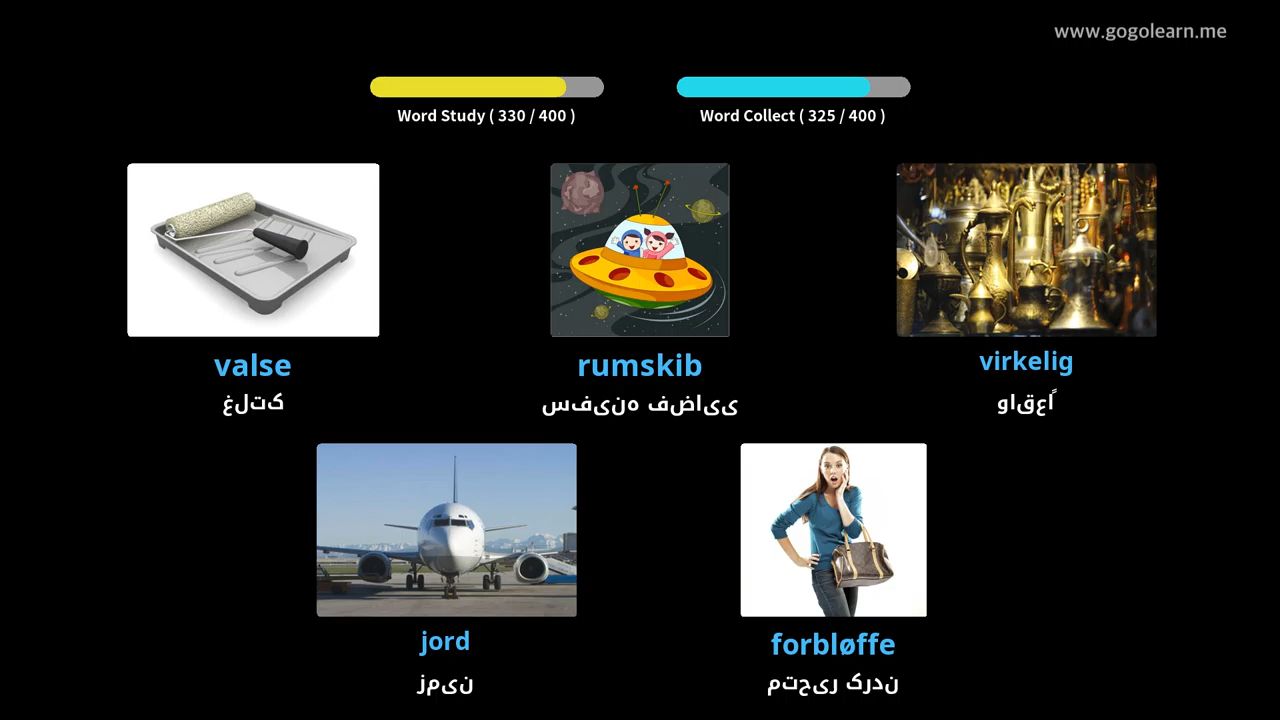 www.gogolearn.me
Word Study ( 330 / 400 )
Word Collect ( 325 / 400 )
valse
غلتک
rumskib
سفینه فضایی
virkelig
واقعاً
jord
زمین
forbløffe
متحیر کردن